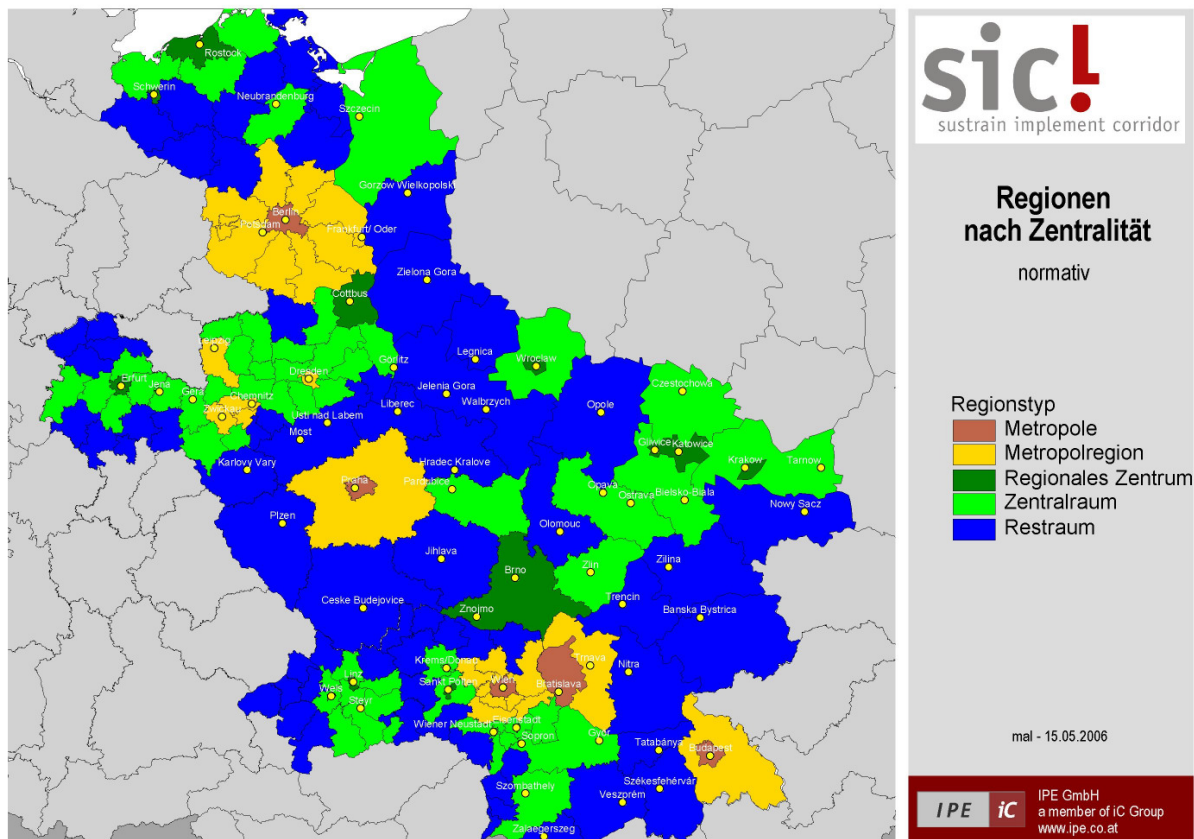 Rostock
Schwerin
Neubrandenburg
Szczecin
Gorzow Wielkopolski
Berlin
Potsdam
Frankfurt/ Oder
Zielona Gora
Cottbus
Leipzig
Legnica
Wroclaw
Dresden
Görlitz
Erfurt
Jena
Gera
Chemnitz
Zwickau
Czestochowa
Jelenia Gora
Liberec
Walbrzych
Opole
Usti nad Labem
Most
Gliwice
Katowice
Krakow
Tarnow
Karlovy Vary
Hradec Kralove
Praha
Pardubice
Opava
Ostrava
Bielsko-Biala
Nowy Sacz
Plzen
Olomouc
Jihlava
Brno
Zlin
Zilina
Ceske Budejovice
Znojmo
Trencin
Banska Bystrica
Krems/Donau
Trnava
Nitra
Linz
Wels
Sankt Pölten
Wien
Bratislava
Steyr
Wiener Neustadt
Eisenstadt
Sopron
Györ
Tatabánya
Budapest
Szombathely
Székesfehérvár
Veszprém
Zalaegerszeg
sic!
sustrain implement corridor
Regionen
nach Zentralität
normativ
Regionstyp
Metropole
Metropolregion
Regionales Zentrum
Zentralraum
Restraum
mal - 15.05.2006
IPE iC
IPE GmbH
a member of iC Group
www.ipe.co.at